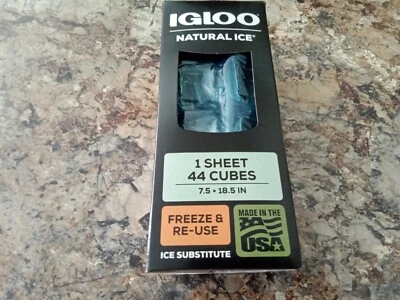 IGLOO
NATURAL ICE®
1 SHEET
44 CUBES
7.5 × 18.5 IN
FREEZE &
RE-USE
MADE IN THE
USA
ICE SUBSTITUTE